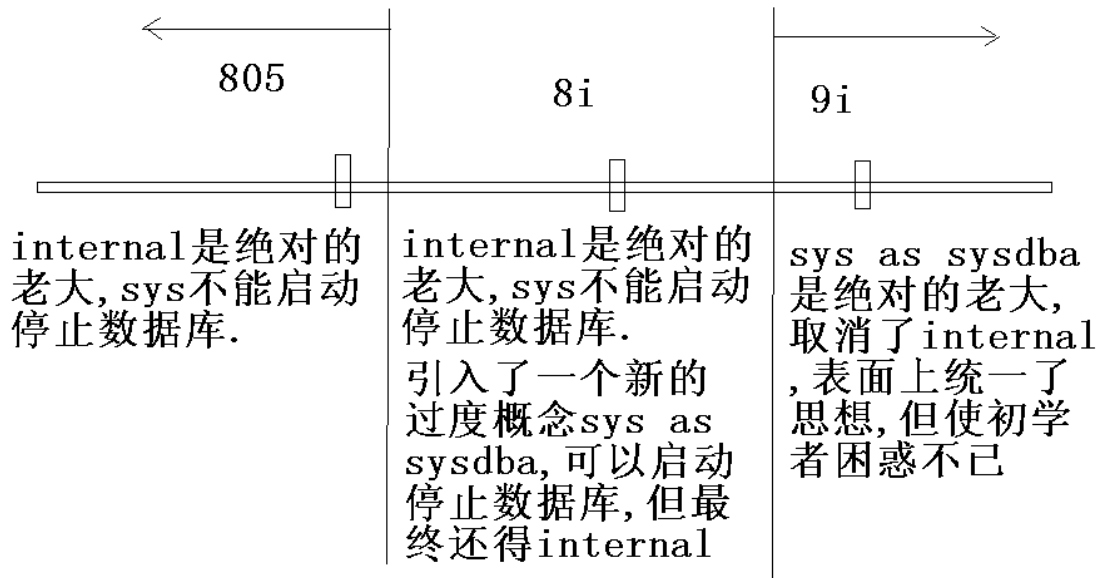 805
8i
9i
internal是绝对的
老大,sys不能启动
停止数据库.
internal是绝对的
老大,sys不能启动
停止数据库.
引入了一个新的
过度概念sys as
sysdba,可以启动
停止数据库,但最
终还得internal
sys as sysdba
是绝对的老大,
取消了internal
,表面上统一了
思想,但使初学
者困惑不已